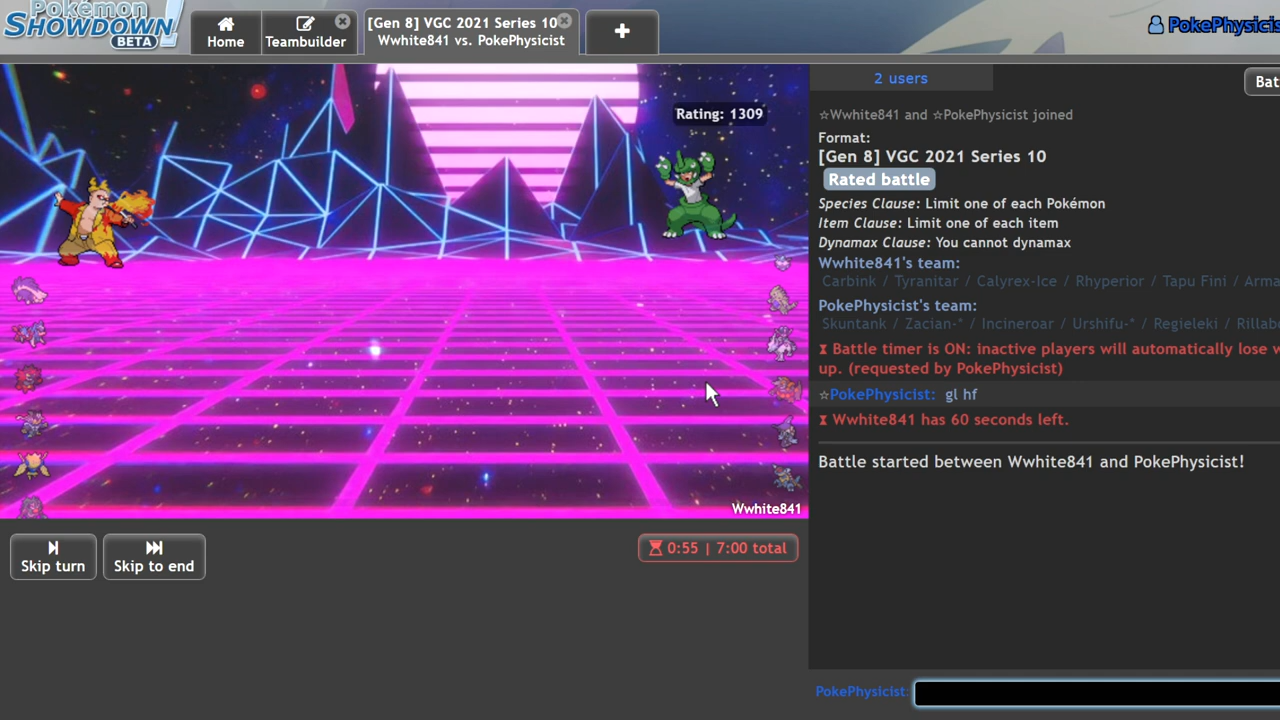 Pokémon
SHOWDOWN!
BETA
Home
Teambuilder
[Gen 8] VGC 2021 Series 10
Wwhite841 vs. PokePhysicist
+
Rating: 1309
Wwhite841
Skip turn
Skip to end
0:55 | 7:00 total
2 users
Bat
☆Wwhite841 and ☆PokePhysicist joined
Format:
[Gen 8] VGC 2021 Series 10
Rated battle
Species Clause: Limit one of each Pokémon
Item Clause: Limit one of each item
Dynamax Clause: You cannot dynamax
Wwhite841's team:
Carbink / Tyranitar / Calyrex-Ice / Rhyperior / Tapu Fini / Arma
PokePhysicist's team:
Skuntank / Zacian-* / Incineroar / Urshifu-* / Regieleki / Rillab
Battle timer is ON: inactive players will automatically lose w
up. (requested by PokePhysicist)
☆PokePhysicist: gl hf
Wwhite841 has 60 seconds left.
Battle started between Wwhite841 and PokePhysicist!
PokePhysicist: